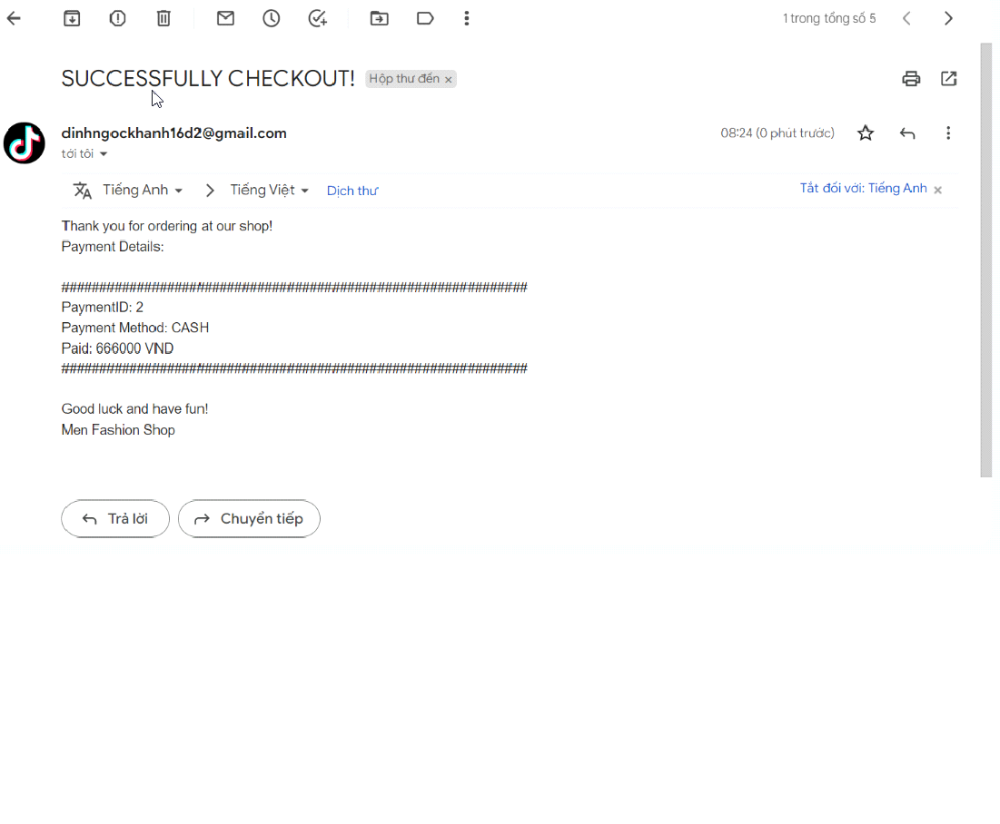 1 trong tổng số 5
SUCCESSFULLY CHECKOUT!
Hộp thư đến ×
dinhngockhanh16d2@gmail.com
08:24 (0 phút trước)
tới tôi
Tiếng Anh
Tiếng Việt
Dịch thư
Tắt đối với: Tiếng Anh ×
Thank you for ordering at our shop!
Payment Details:
##############################################################
PaymentID: 2
Payment Method: CASH
Paid: 666000 VND
##############################################################
Good luck and have fun!
Men Fashion Shop
Trả lời
Chuyển tiếp